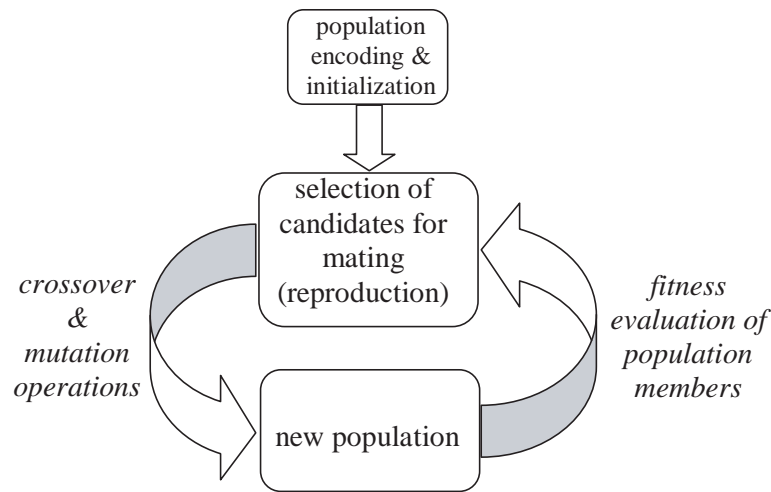 population
encoding &
initialization
selection of
candidates for
mating
(reproduction)
crossover
&
mutation
operations
fitness
evaluation of
population
members
new population